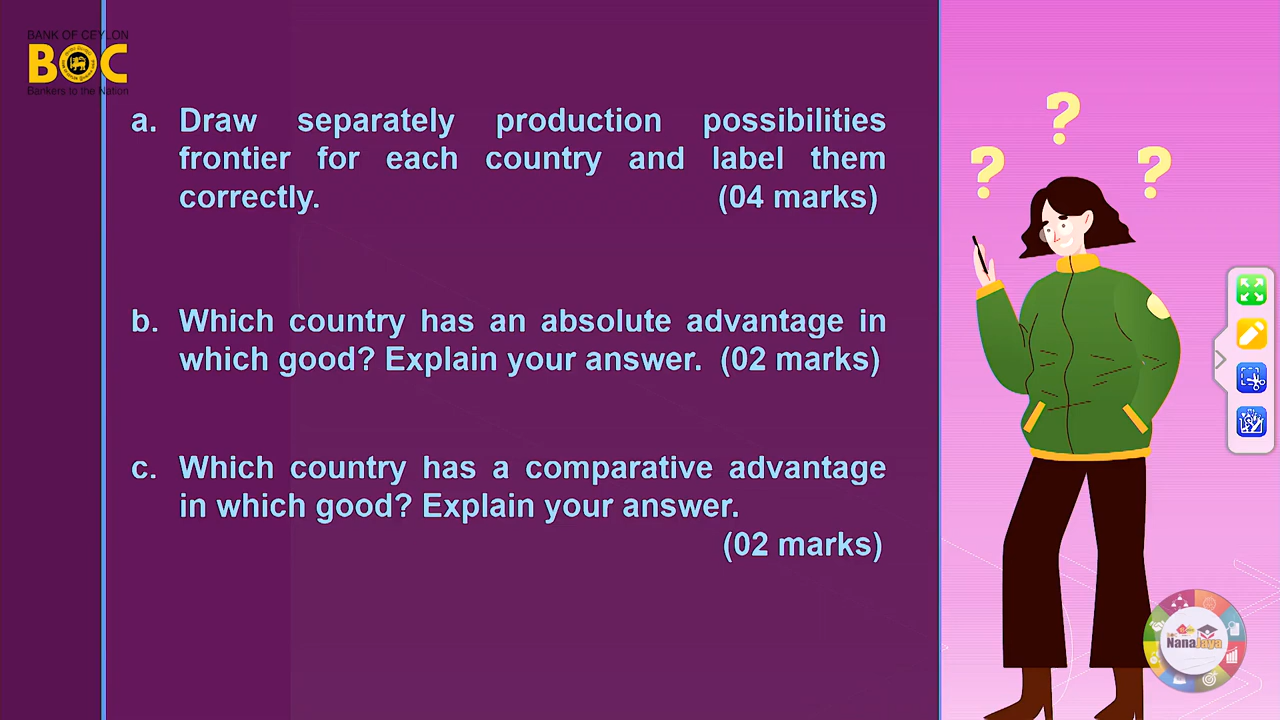 BANK OF CEYLON
BOC
Bankers to the Nation
a. Draw separately production possibilities
frontier for each country and label them
correctly. (04 marks)
b. Which country has an absolute advantage in
which good? Explain your answer. (02 marks)
c. Which country has a comparative advantage
in which good? Explain your answer.
(02 marks)
? 
? ?
NanaJaya